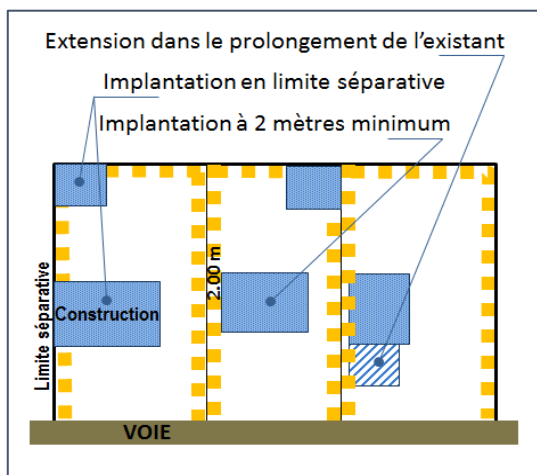 Extension dans le prolongement de l'existant
Implantation en limite séparative
Implantation à 2 mètres minimum
Limite séparative
Construction
2.00 m
VOIE